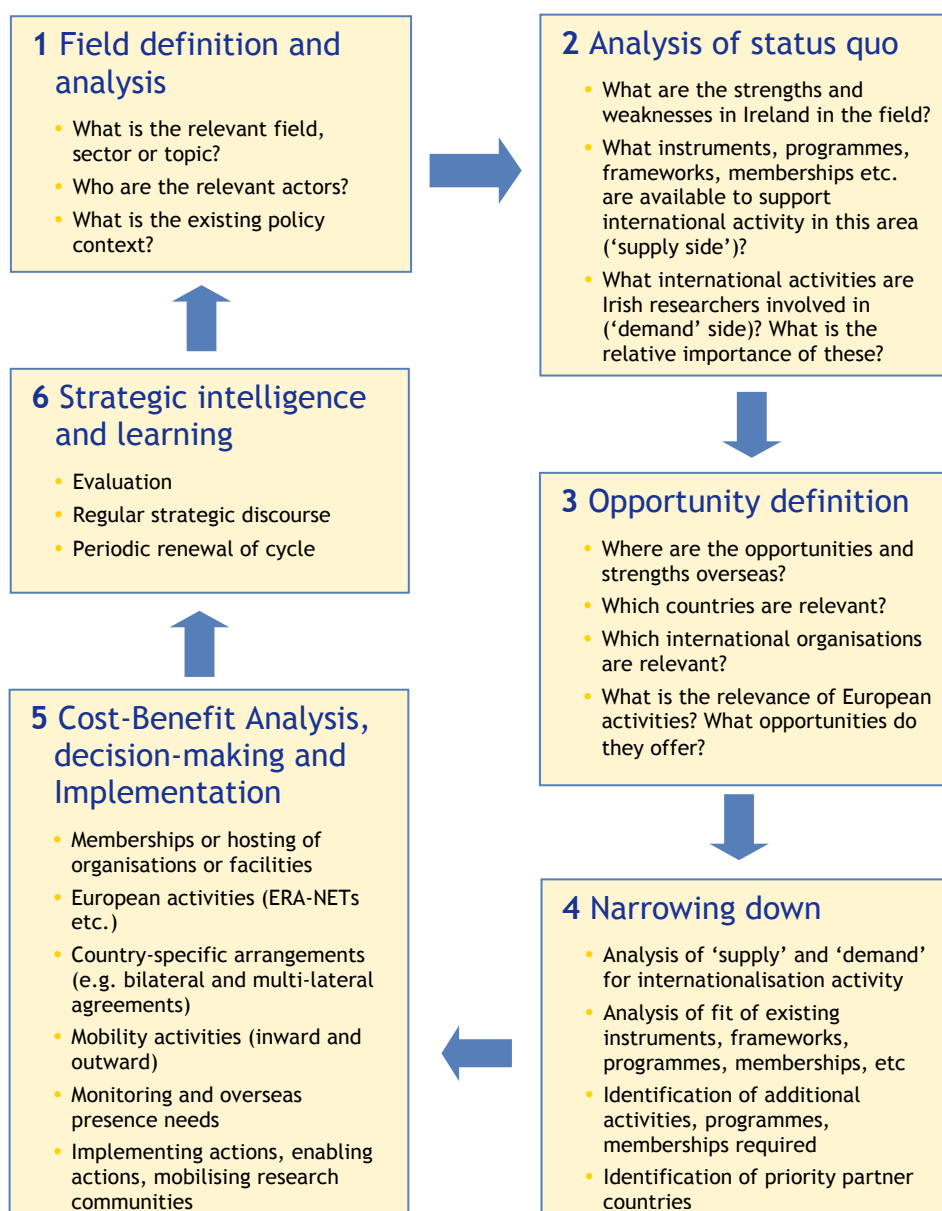 1 Field definition and
analysis
• What is the relevant field,
sector or topic?
• Who are the relevant actors?
• What is the existing policy
context?
2 Analysis of status quo
• What are the strengths and
weaknesses in Ireland in the field?
• What instruments, programmes,
frameworks, memberships etc.
are available to support
international activity in this area
(‘supply side’)?
• What international activities are
Irish researchers involved in
(‘demand’ side)? What is the
relative importance of these?
3 Opportunity definition
• Where are the opportunities and
strengths overseas?
• Which countries are relevant?
• Which international organisations
are relevant?
• What is the relevance of European
activities? What opportunities do
they offer?
4 Narrowing down
• Analysis of ‘supply’ and ‘demand’
for internationalisation activity
• Analysis of fit of existing
instruments, frameworks,
programmes, memberships, etc
• Identification of additional
activities, programmes,
memberships required
• Identification of priority partner
countries
5 Cost-Benefit Analysis,
decision-making and
Implementation
• Memberships or hosting of
organisations or facilities
• European activities (ERA-NETs
etc.)
• Country-specific arrangements
(e.g. bilateral and multi-lateral
agreements)
• Mobility activities (inward and
outward)
• Monitoring and overseas
presence needs
• Implementing actions, enabling
actions, mobilising research
communities
6 Strategic intelligence
and learning
• Evaluation
• Regular strategic discourse
• Periodic renewal of cycle